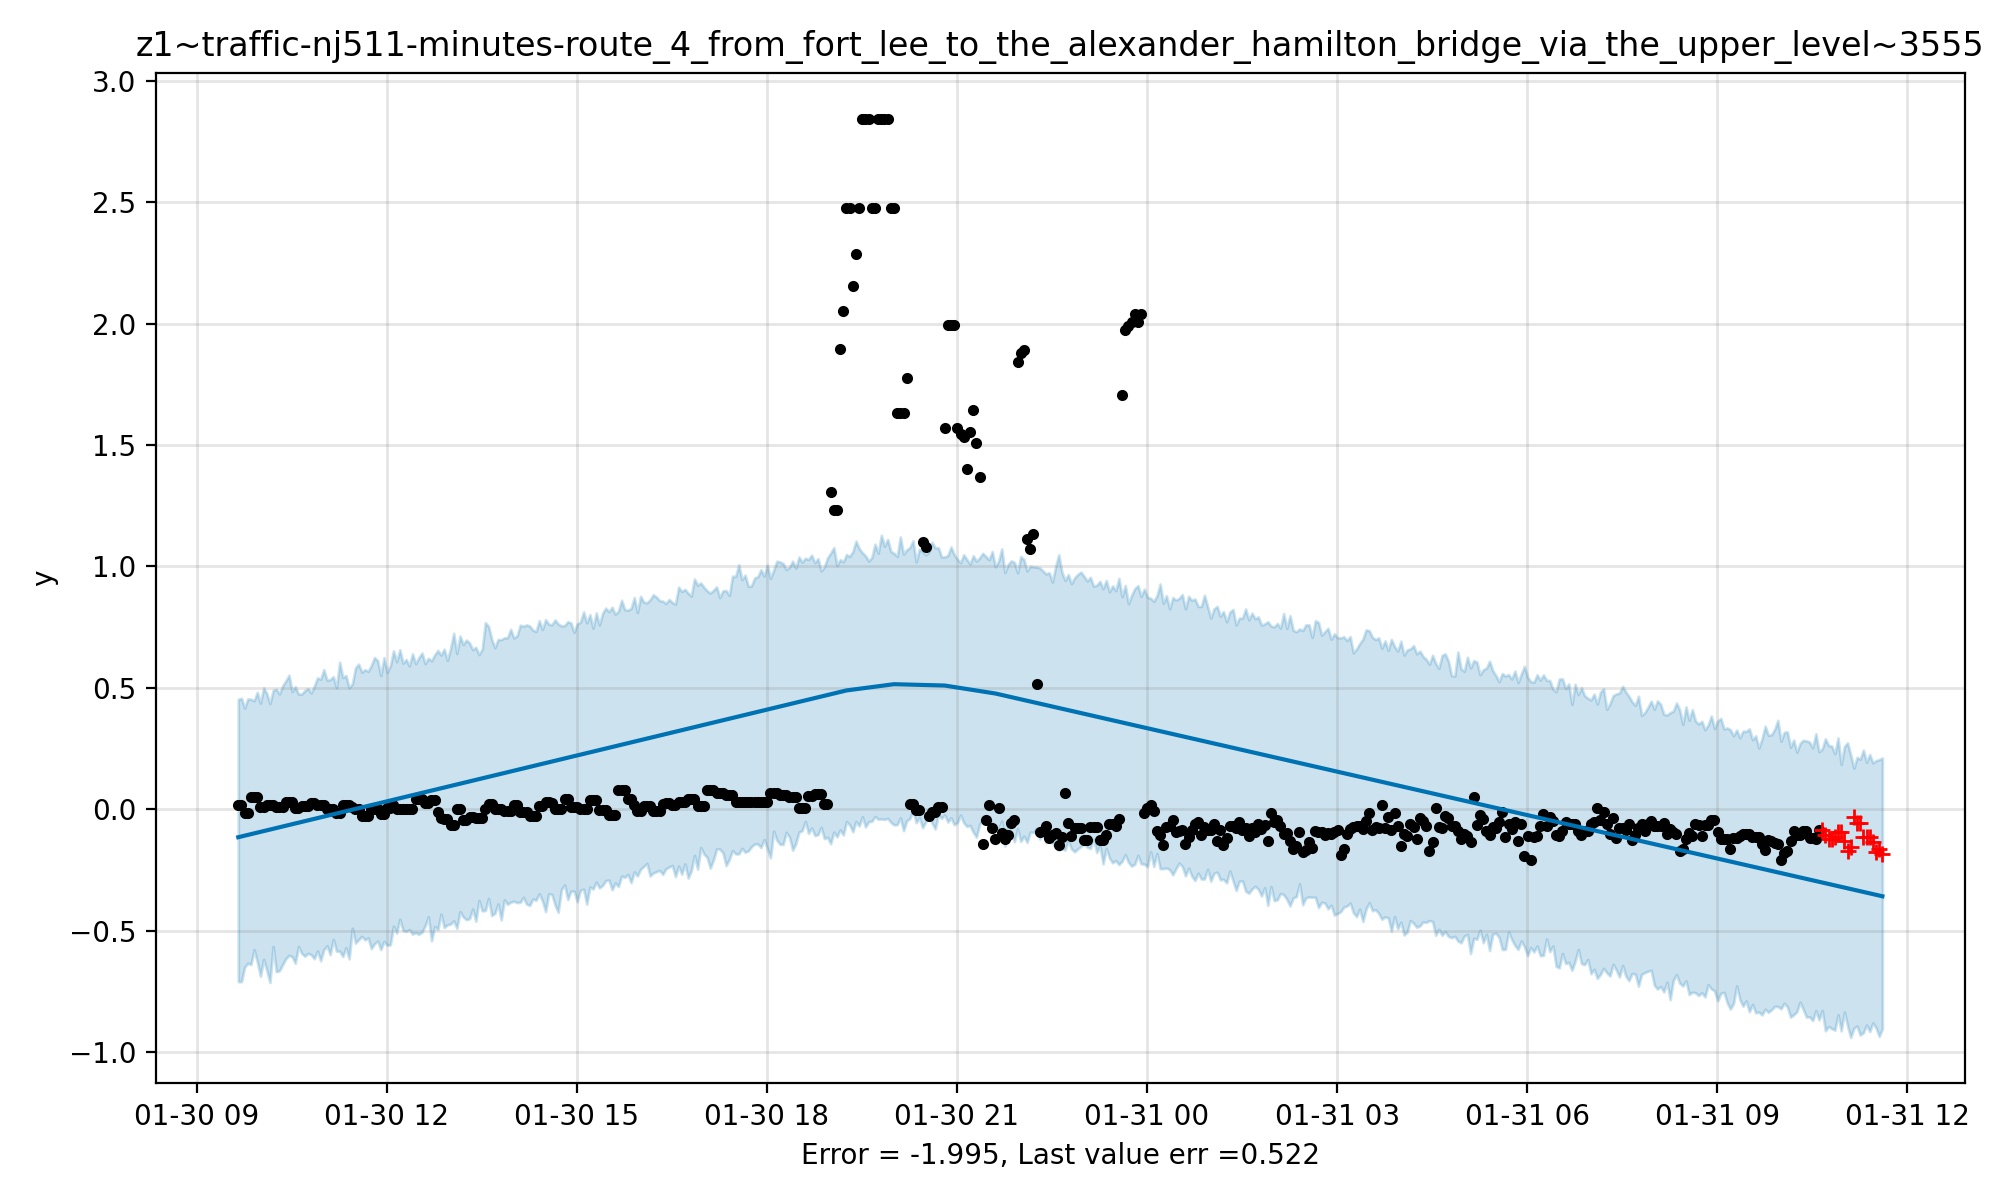 z1~traffic-nj511-minutes-route_4_from_fort_lee_to_the_alexander_hamilton_bridge_via_the_upper_level~3555
3.0
2.5
2.0
1.5
1.0
0.5
0.0
−0.5
−1.0
y
01-30 09 01-30 12 01-30 15 01-30 18 01-30 21 01-31 00 01-31 03 01-31 06 01-31 09 01-31 12
Error = -1.995, Last value err =0.522